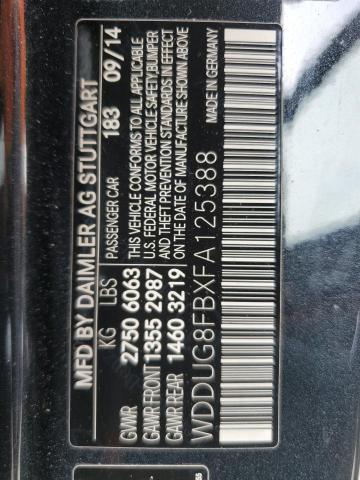 MFD BY DAIMLER AG STUTTGART
KG LBS PASSENGER CAR 183 09/14
GVWR 2750 6063 THIS VEHICLE CONFORMS TO ALL APPLICABLE
GAWR FRONT 1355 2987 U.S. FEDERAL MOTOR VEHICLE SAFETY, BUMPER
GAWR REAR 1460 3219 AND THEFT PREVENTION STANDARDS IN EFFECT
ON THE DATE OF MANUFACTURE SHOWN ABOVE.
WDDUG8FBXFA125388 MADE IN GERMANY